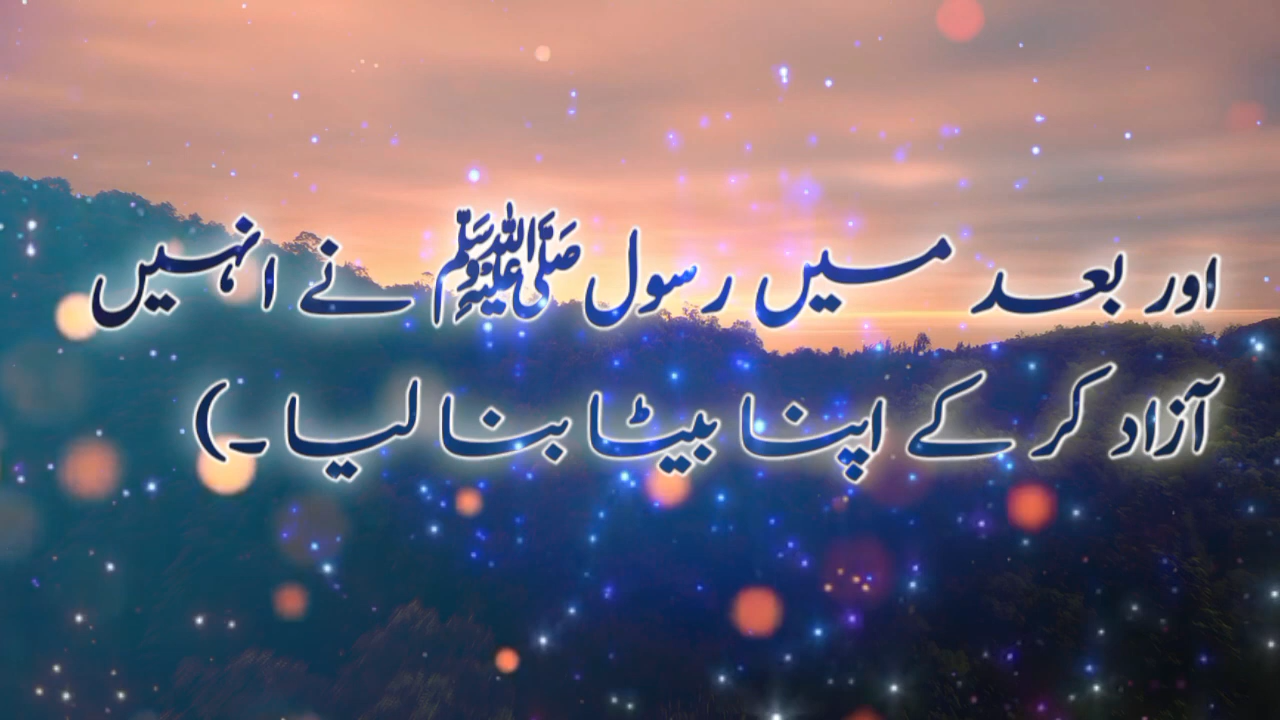 اور بعد میں رسول ﷺ نے انہیں
آزاد کر کے اپنا بیٹا بنا لیا ۔)